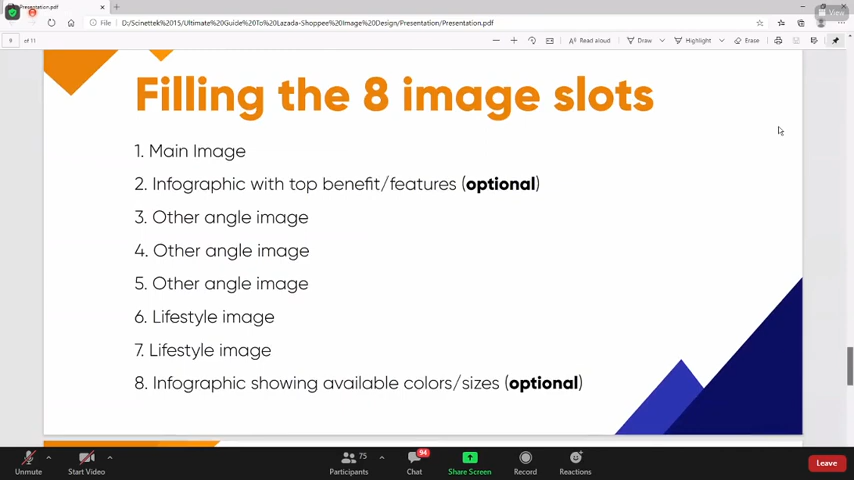 Presentation.pdf
File
D:/Scinettek%2015/Ultimate%20Guide%20To%20Lazada-Shoppee%20Image%20Design/Presentation/Presentation.pdf
View
9 of 11
Read aloud
Draw
Highlight
Erase
Filling the 8 image slots
1. Main Image
2. Infographic with top benefit/features (optional)
3. Other angle image
4. Other angle image
5. Other angle image
6. Lifestyle image
7. Lifestyle image
8. Infographic showing available colors/sizes (optional)
75
94
Unmute
Start Video
Participants
Chat
Share Screen
Record
Reactions
Leave